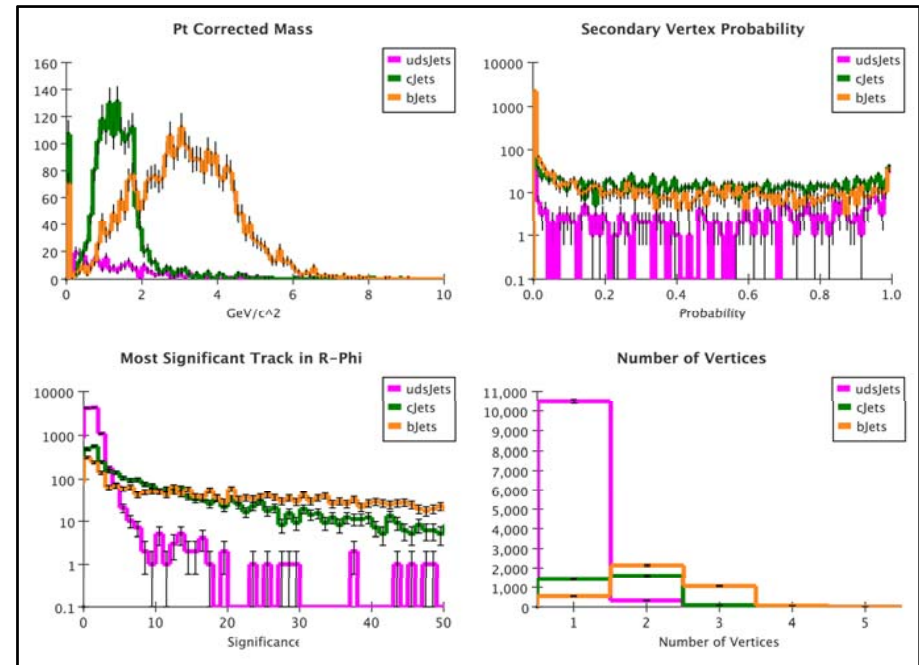 Pt Corrected Mass
udsJets
cJets
bJets
160
140
120
100
80
60
40
20
0
0 2 4 6 8 10
GeV/c^2
Secondary Vertex Probability
udsJets
cJets
bJets
10000
1000
100
10
1
0.1
0.0 0.2 0.4 0.6 0.8 1.0
Probability
Most Significant Track in R-Phi
udsJets
cJets
bJets
10000
1000
100
10
1
0.1
0 10 20 30 40 50
Significance
Number of Vertices
udsJets
cJets
bJets
11,000
10,000
9,000
8,000
7,000
6,000
5,000
4,000
3,000
2,000
1,000
0
1 2 3 4 5
Number of Vertices